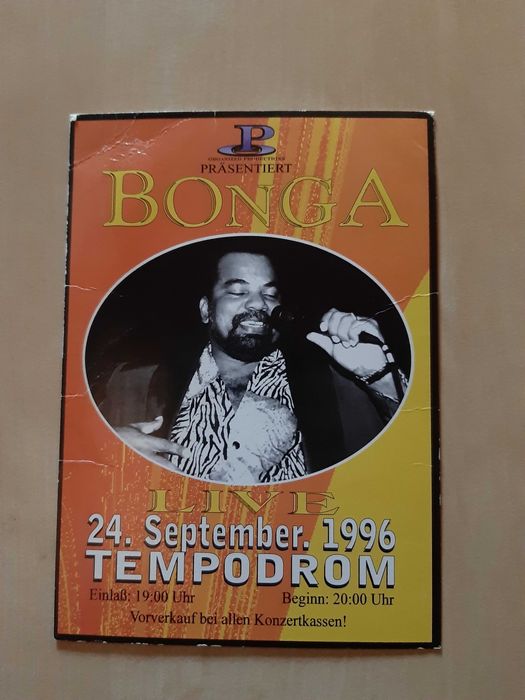 OP
ORGANIZED PRODUCTIONS
PRÄSENTIERT
BONGA
LIVE
24. September. 1996
TEMPODROM
Einlaß: 19:00 Uhr Beginn: 20:00 Uhr
Vorverkauf bei allen Konzertkassen!